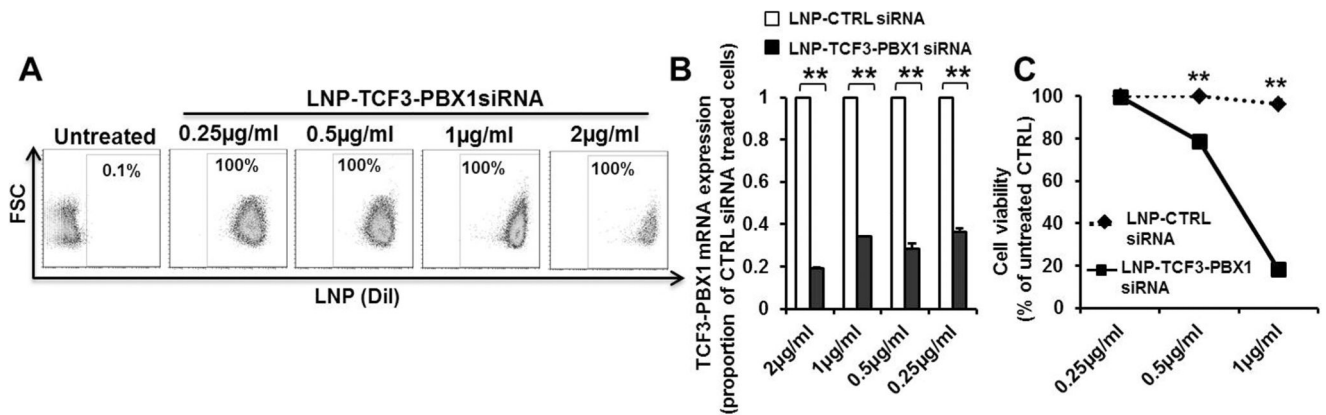 A
LNP-TCF3-PBX1siRNA
Untreated
0.25µg/ml
0.5µg/ml
1µg/ml
2µg/ml
0.1%
100%
100%
100%
100%
FSC
LNP (Dil)
B
LNP-CTRL siRNA
LNP-TCF3-PBX1 siRNA
** ** ** **
TCF3-PBX1 mRNA expression
(proportion of CTRL siRNA treated cells)
1
0.8
0.6
0.4
0.2
0
2µg/ml
1µg/ml
0.5µg/ml
0.25µg/ml
C
** **
Cell viability
(% of untreated CTRL)
100
80
60
40
20
0
LNP-CTRL
siRNA
LNP-TCF3-PBX1
siRNA
0.25µg/ml
0.5µg/ml
1µg/ml